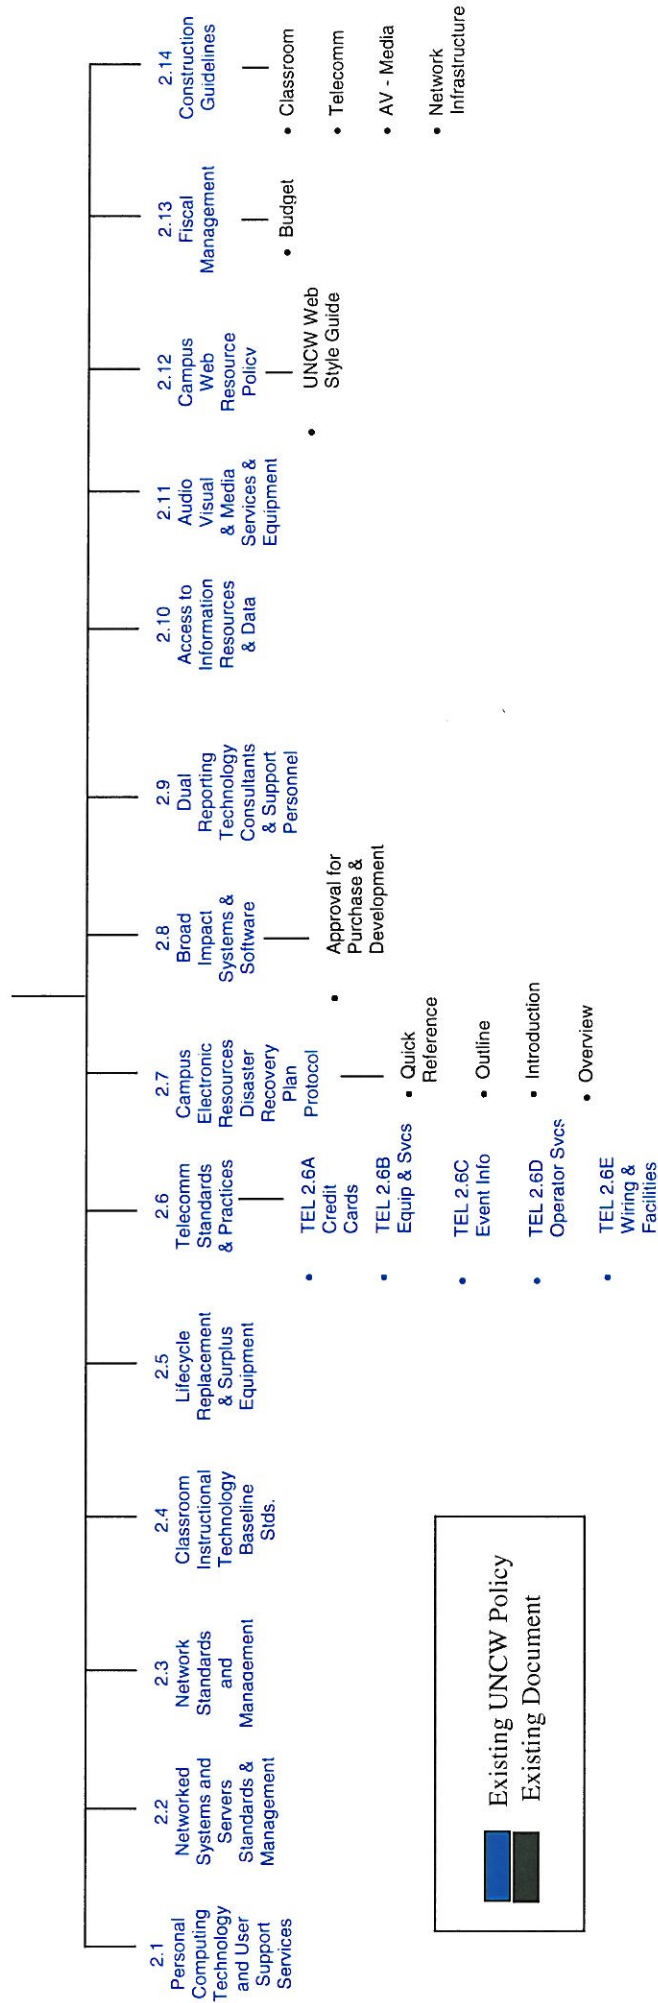 2.1
Personal
Computing
Technology
and User
Support
Services
2.2
Networked
Systems and
Servers
Standards &
Management
2.3
Network
Standards
and
Management
2.4
Classroom
Instructional
Technology
Baseline
Stds.
2.5
Lifecycle
Replacement
& Surplus
Equipment
2.6
Telecomm
Standards
& Practices
• TEL 2.6A
Credit
Cards
• TEL 2.6B
Equip & Svcs
• TEL 2.6C
Event Info
• TEL 2.6D
Operator Svcs
• TEL 2.6E
Wiring &
Facilities
2.7
Campus
Electronic
Resources
Disaster
Recovery
Plan
Protocol
• Quick
Reference
• Outline
• Introduction
• Overview
2.8
Broad
Impact
Systems &
Software
• Approval for
Purchase &
Development
2.9
Dual
Reporting
Technology
Consultants
& Support
Personnel
2.10
Access to
Information
Resources
& Data
2.11
Audio
Visual
& Media
Services &
Equipment
2.12
Campus
Web
Resource
Policy
• UNCW Web
Style Guide
2.13
Fiscal
Management
• Budget
2.14
Construction
Guidelines
• Classroom
• Telecomm
• AV - Media
• Network
Infrastructure
Existing UNCW Policy
Existing Document